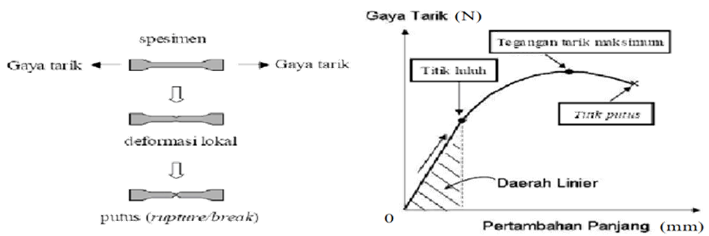 spesimen
Gaya tarik
Gaya tarik
deformasi lokal
putus (rupture/break)
Gaya Tarik (N)
Tegangan tarik maksimum
Titik luluh
Titik putus
Daerah Linier
0
Pertambahan Panjang (mm)